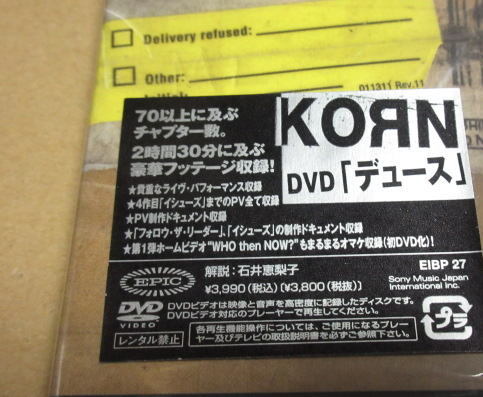 Delivery refused:
Other:
01131 Rev.11
70以上に及ぶ
チャプター数。
2時間30分に及ぶ
豪華フッテージ収録!
KOЯN
DVD「デュース」
★貴重なライヴ・パフォーマンス収録
★4作目「イシューズ」までのPV全て収録
★PV制作ドキュメント収録
★「フォロウ・ザ・リーダー」、「イシューズ」の制作ドキュメント収録
★第1弾ホームビデオ"WHO then NOW?"もまるまるオマケ収録(初DVD化!)
EPIC
解説:石井恵梨子
¥3,990(税込)[¥3,800(税抜)]
EIBP 27
Sony Music Japan
International Inc.
DVD
VIDEO
DVDビデオは映像と音声を高密度に記録したディスクです。
DVDビデオ対応のプレーヤーで再生してください。
レンタル禁止
各再生機能操作については、ご使用になるプレー
ヤー及びテレビの取扱説明書を必ずご参照下さい。
プラ